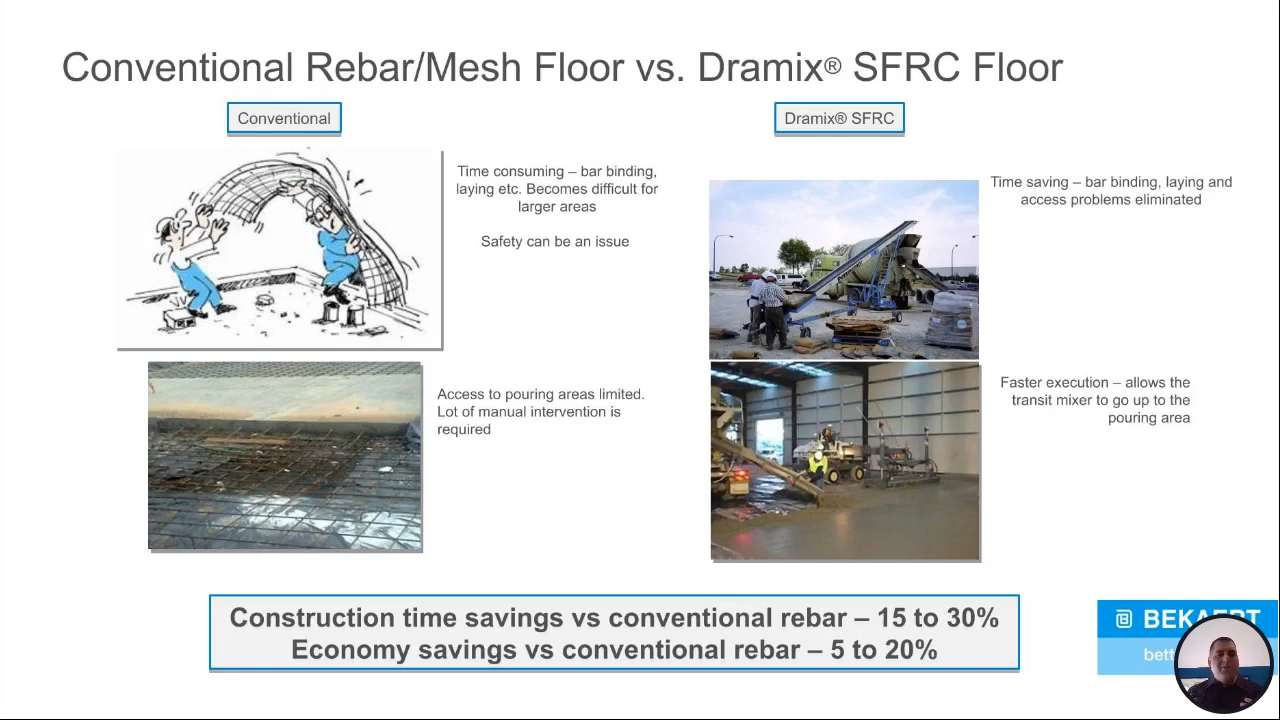 Conventional Rebar/Mesh Floor vs. Dramix® SFRC Floor
Conventional
Time consuming – bar binding,
laying etc. Becomes difficult for
larger areas
Safety can be an issue
Access to pouring areas limited.
Lot of manual intervention is
required
Dramix® SFRC
Time saving – bar binding, laying and
access problems eliminated
Faster execution – allows the
transit mixer to go up to the
pouring area
Construction time savings vs conventional rebar – 15 to 30%
Economy savings vs conventional rebar – 5 to 20%
BEKAERT